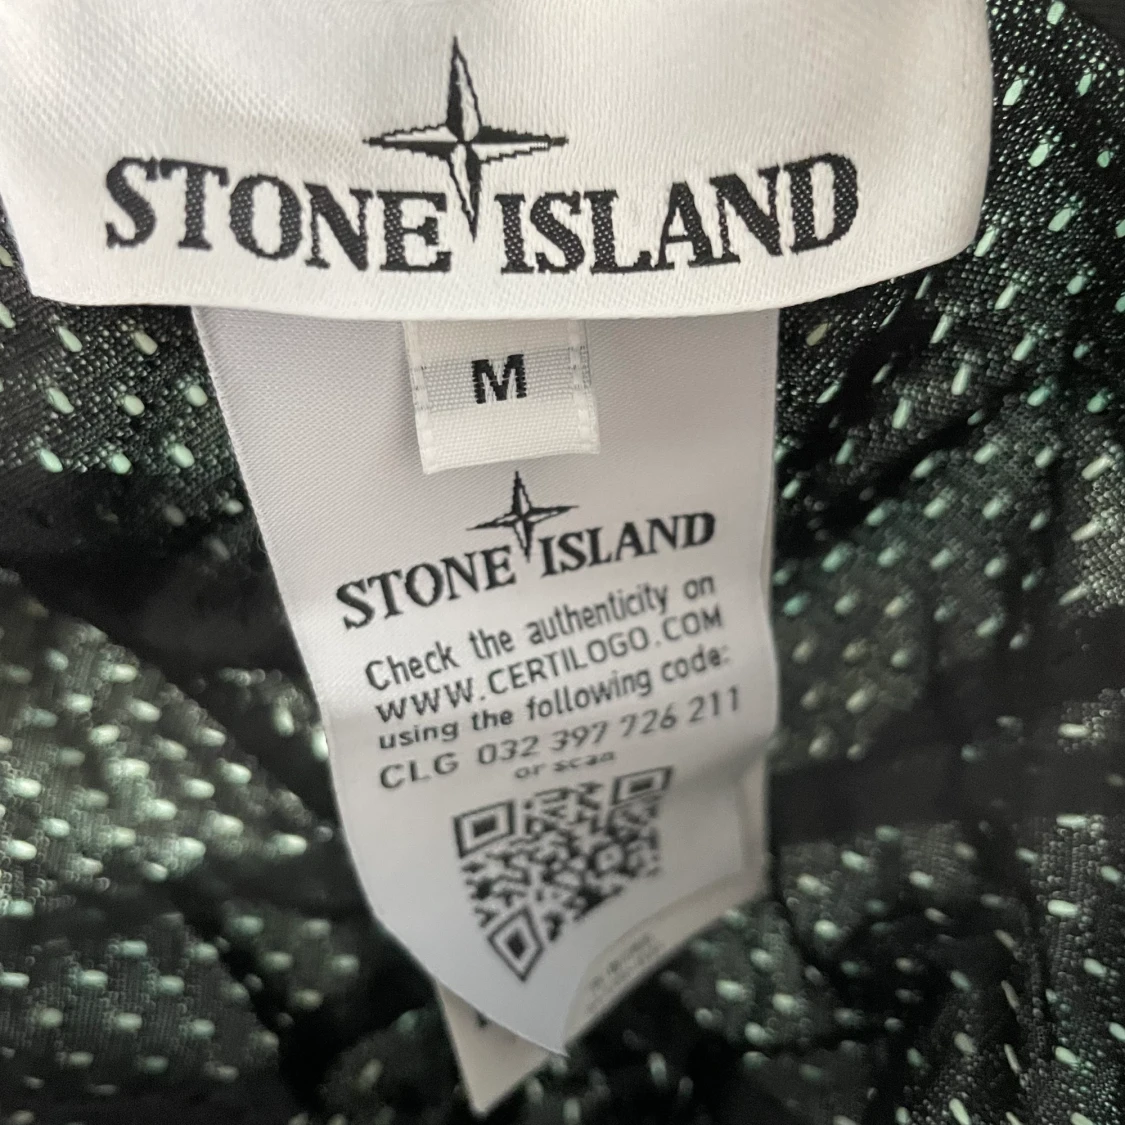 STONE ISLAND
M
STONE ISLAND
Check the authenticity on
WWW.CERTILOGO.COM
using the following code:
CLG 032 397 726 211
or scan